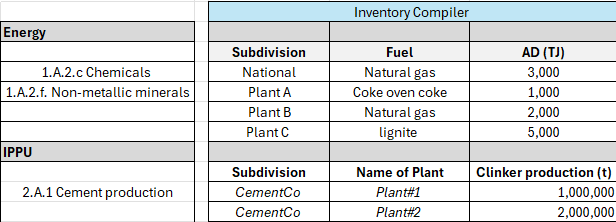 Inventory Compiler
Energy
Subdivision Fuel AD (TJ)
1.A.2.c Chemicals National Natural gas 3,000
1.A.2.f. Non-metallic minerals Plant A Coke oven coke 1,000
Plant B Natural gas 2,000
Plant C lignite 5,000
IPPU
Subdivision Name of Plant Clinker production (t)
2.A.1 Cement production CementCo Plant#1 1,000,000
CementCo Plant#2 2,000,000